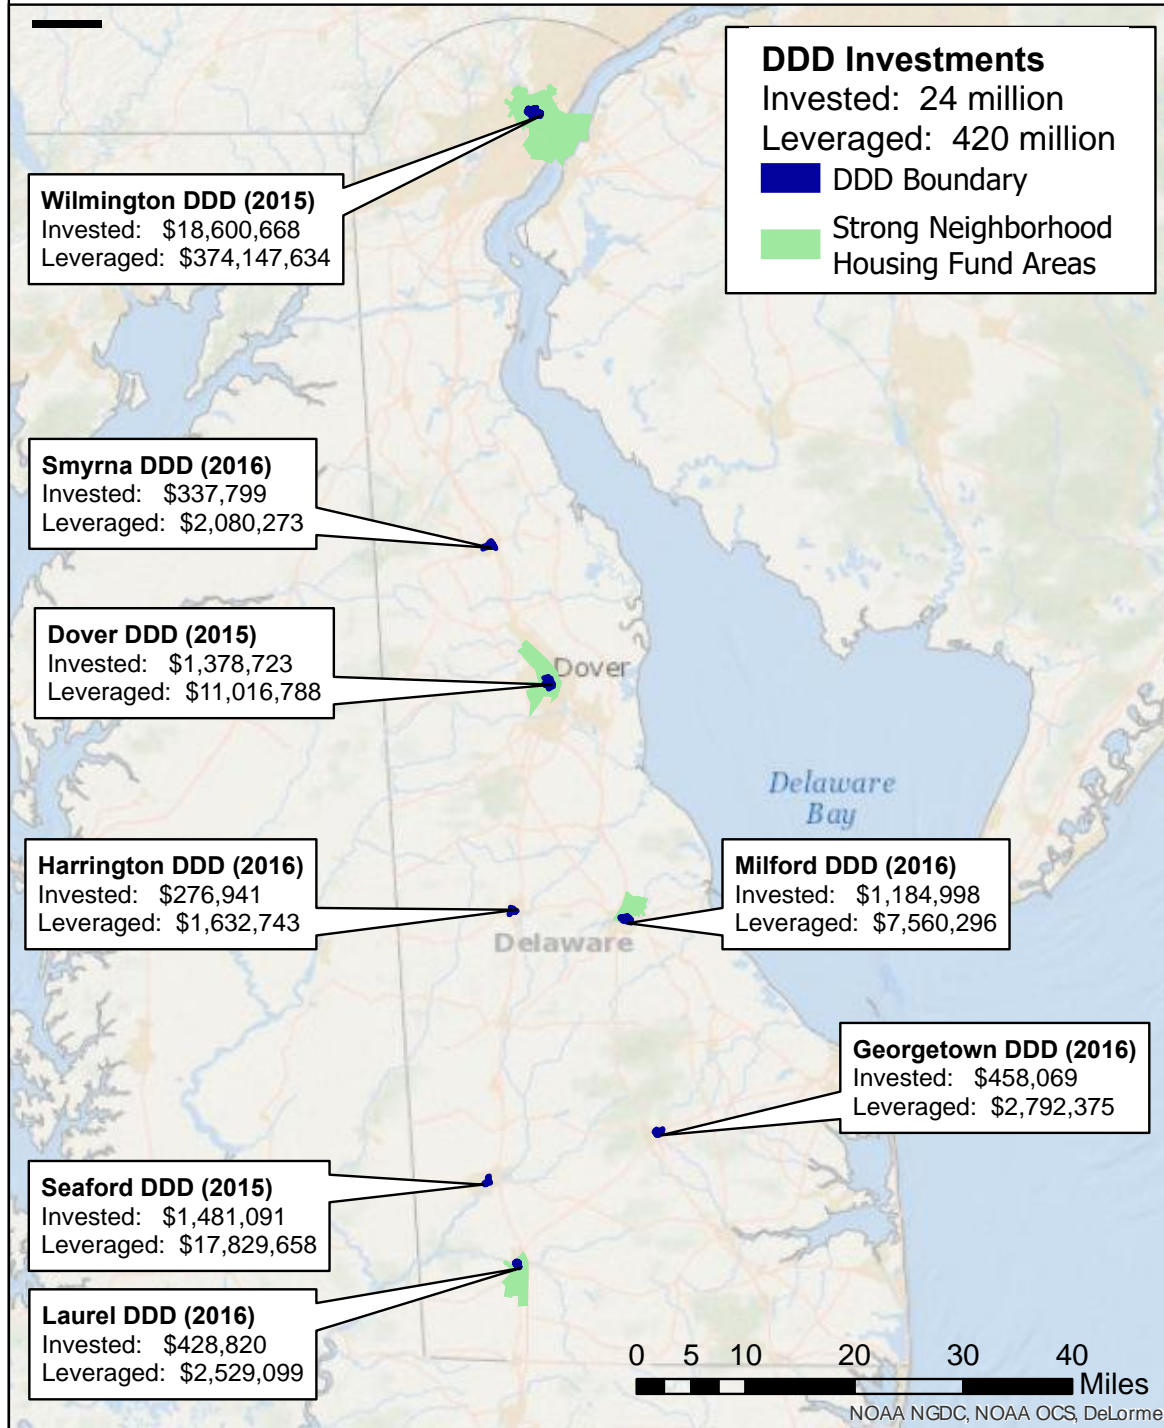 DDD Investments
Invested: 24 million
Leveraged: 420 million
DDD Boundary
Strong Neighborhood
Housing Fund Areas
Wilmington DDD (2015)
Invested: $18,600,668
Leveraged: $374,147,634
Smyrna DDD (2016)
Invested: $337,799
Leveraged: $2,080,273
Dover DDD (2015)
Invested: $1,378,723
Leveraged: $11,016,788
Dover
Delaware
Bay
Harrington DDD (2016)
Invested: $276,941
Leveraged: $1,632,743
Milford DDD (2016)
Invested: $1,184,998
Leveraged: $7,560,296
Delaware
Georgetown DDD (2016)
Invested: $458,069
Leveraged: $2,792,375
Seaford DDD (2015)
Invested: $1,481,091
Leveraged: $17,829,658
Laurel DDD (2016)
Invested: $428,820
Leveraged: $2,529,099
0 5 10 20 30 40
Miles
NOAA NGDC, NOAA OCS, DeLorme